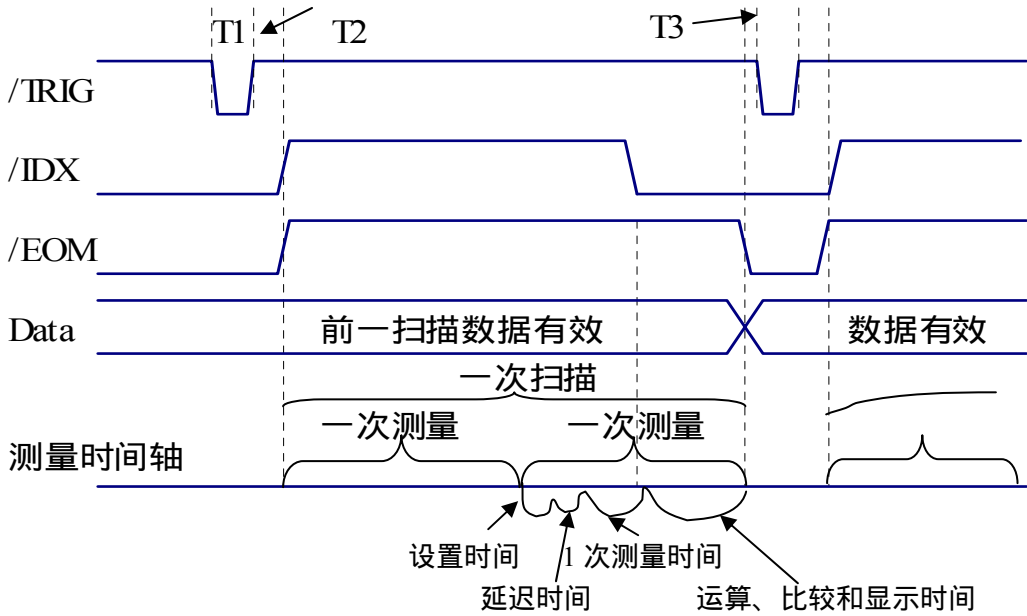 T1 T2 T3
/TRIG
/IDX
/EOM
Data 前一扫描数据有效 数据有效
一次扫描
一次测量 一次测量
测量时间轴
设置时间 1 次测量时间
延迟时间 运算、比较和显示时间